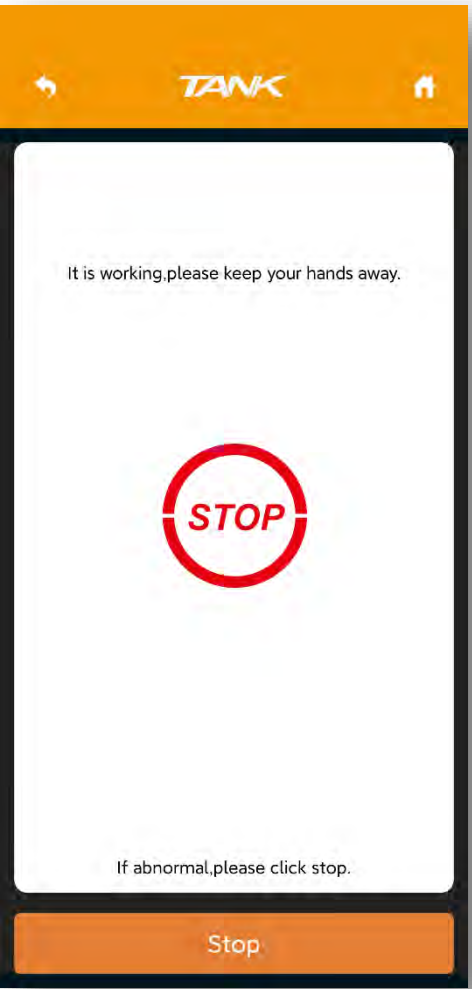 TANK
It is working,please keep your hands away.
STOP
If abnormal,please click stop.
Stop